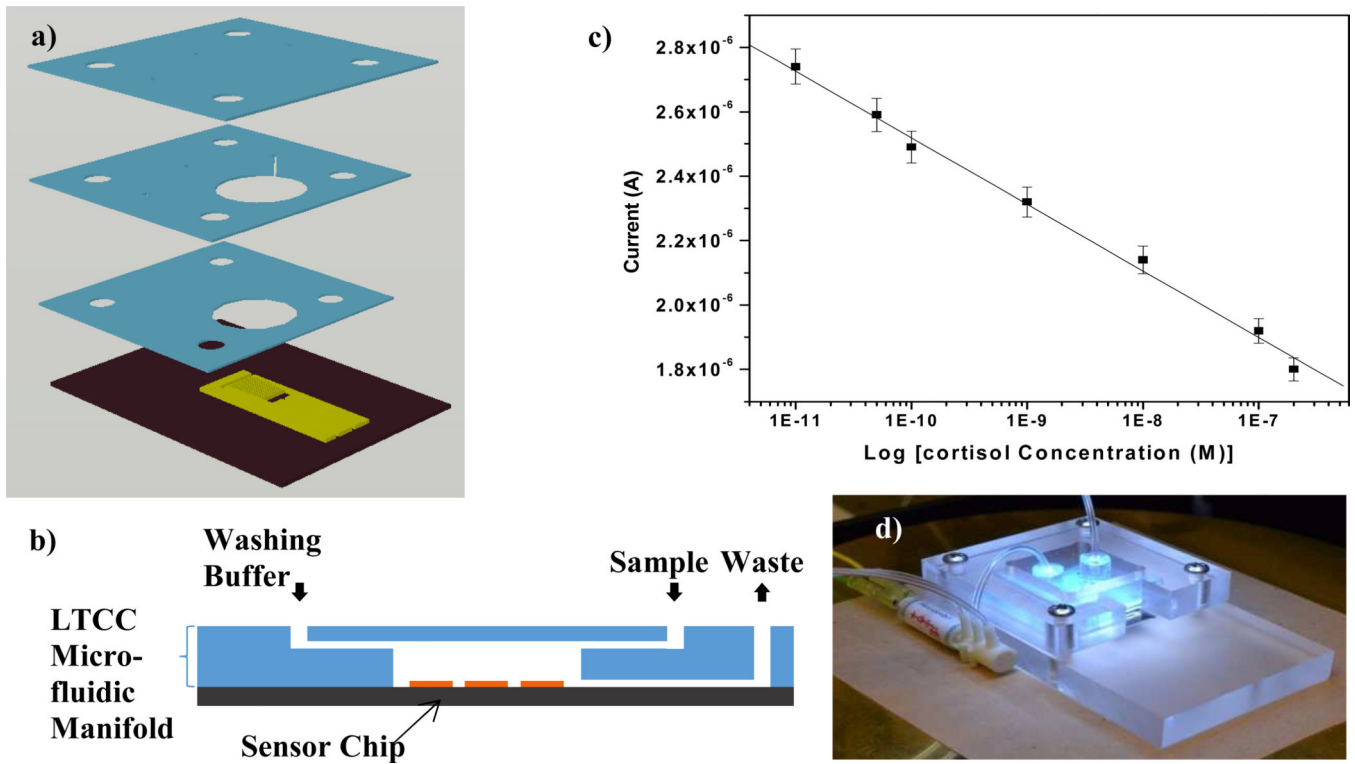 a)
c)
2.8x10⁻⁶
2.6x10⁻⁶
2.4x10⁻⁶
2.2x10⁻⁶
2.0x10⁻⁶
1.8x10⁻⁶
Current (A)
1E-11 1E-10 1E-9 1E-8 1E-7
Log [cortisol Concentration (M)]
b)
Washing
Buffer
Sample Waste
LTCC
Micro-
fluidic
Manifold
Sensor Chip
d)